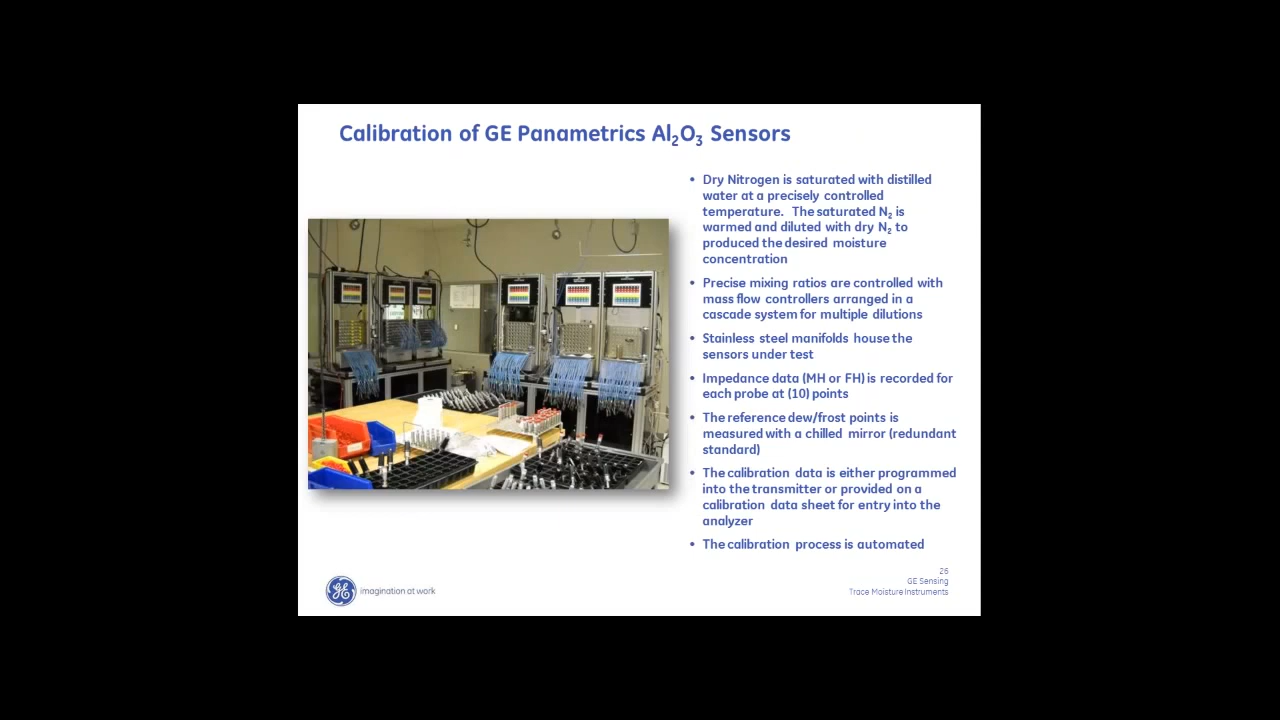 Calibration of GE Panametrics Al₂O₃ Sensors
• Dry Nitrogen is saturated with distilled
water at a precisely controlled
temperature. The saturated N₂ is
warmed and diluted with dry N₂ to
produced the desired moisture
concentration
• Precise mixing ratios are controlled with
mass flow controllers arranged in a
cascade system for multiple dilutions
• Stainless steel manifolds house the
sensors under test
• Impedance data (MH or FH) is recorded for
each probe at (10) points
• The reference dew/frost points is
measured with a chilled mirror (redundant
standard)
• The calibration data is either programmed
into the transmitter or provided on a
calibration data sheet for entry into the
analyzer
• The calibration process is automated
GE imagination at work
26
GE Sensing
Trace Moisture Instruments